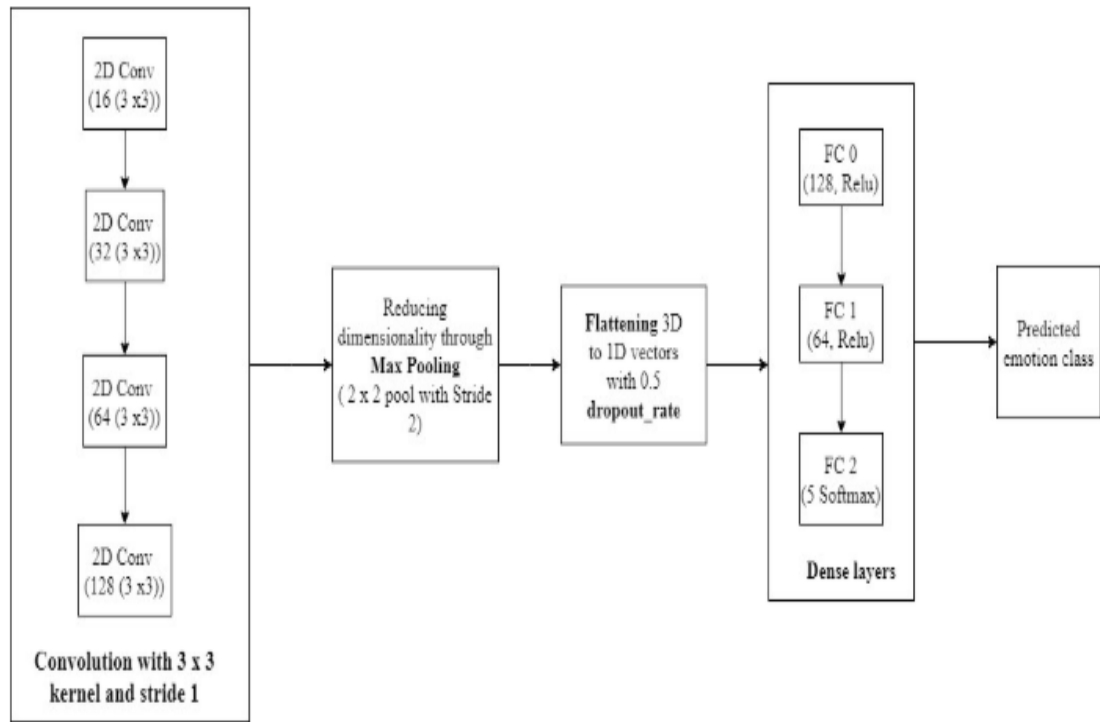 2D Conv
(16 (3 x3))
2D Conv
(32 (3 x3))
2D Conv
(64 (3 x3))
2D Conv
(128 (3 x3))
Convolution with 3 x 3
kernel and stride 1
Reducing
dimensionality through
Max Pooling
( 2 x 2 pool with Stride
2)
Flattening 3D
to 1D vectors
with 0.5
dropout_rate
FC 0
(128, Relu)
FC 1
(64, Relu)
FC 2
(5 Softmax)
Dense layers
Predicted
emotion class